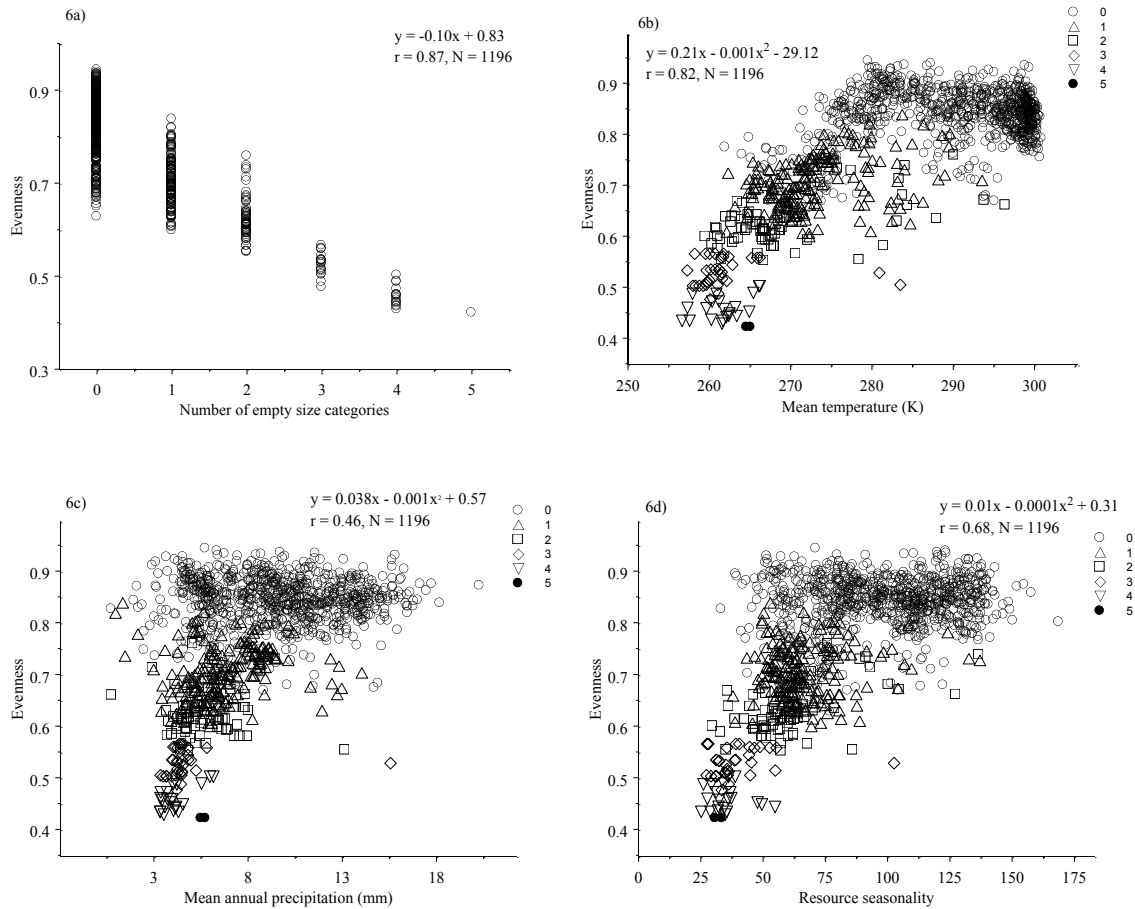 6a)
y = -0.10x + 0.83
r = 0.87, N = 1196
0.9
0.7
0.5
0.3
Evenness
0 1 2 3 4 5
Number of empty size categories
6b)
y = 0.21x - 0.001x² - 29.12
r = 0.82, N = 1196
0
1
2
3
4
5
0.9
0.8
0.7
0.6
0.5
0.4
Evenness
250 260 270 280 290 300
Mean temperature (K)
6c)
y = 0.038x - 0.001x² + 0.57
r = 0.46, N = 1196
0
1
2
3
4
5
0.9
0.8
0.7
0.6
0.5
0.4
Evenness
3 8 13 18
Mean annual precipitation (mm)
6d)
y = 0.01x - 0.0001x² + 0.31
r = 0.68, N = 1196
0
1
2
3
4
5
0.9
0.8
0.7
0.6
0.5
0.4
Evenness
0 25 50 75 100 125 150 175
Resource seasonality